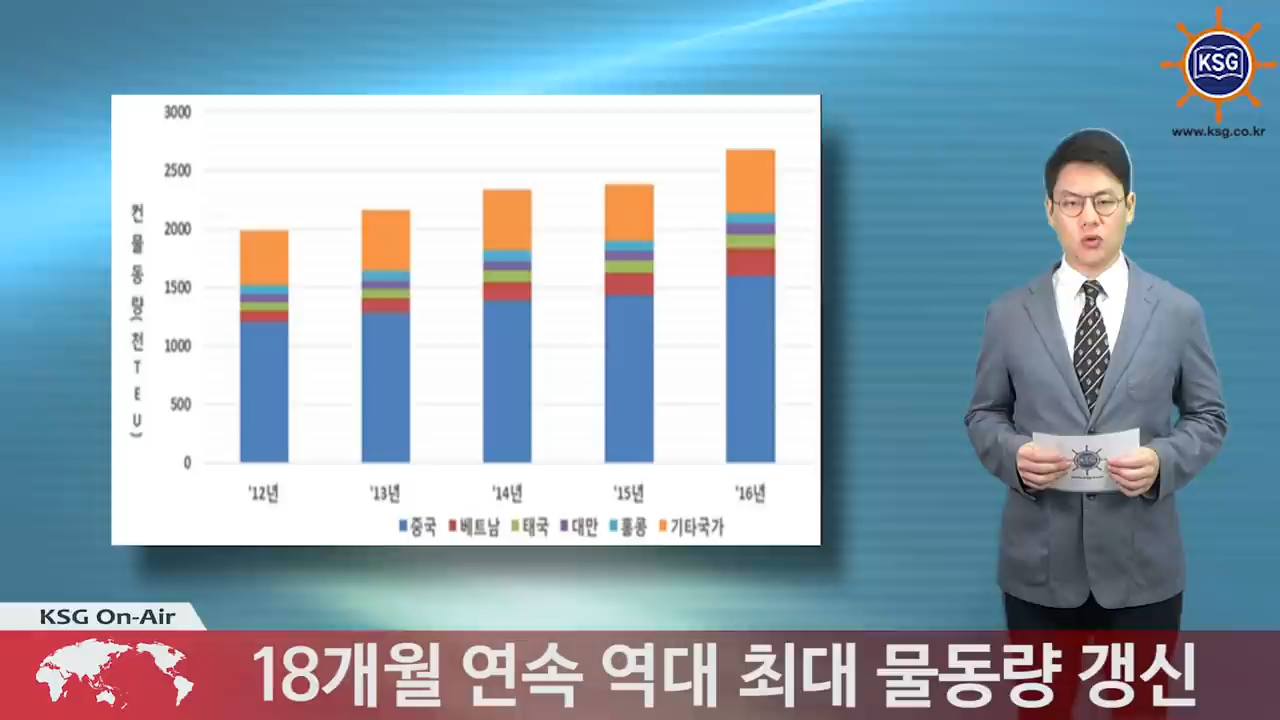 KSG
www.ksg.co.kr
3000
2500
2000
1500
1000
500
0
컨물동량(천TEU)
'12년 '13년 '14년 '15년 '16년
중국 베트남 태국 대만 홍콩 기타국가
KSG On-Air
18개월 연속 역대 최대 물동량 갱신